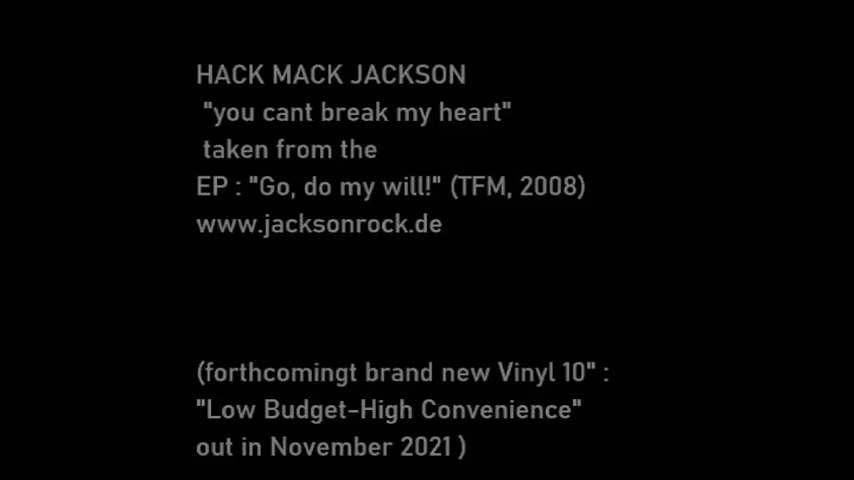 HACK MACK JACKSON
"you cant break my heart"
taken from the
EP : "Go, do my will!" (TFM, 2008)
www.jacksonrock.de
(forthcomingt brand new Vinyl 10" :
"Low Budget-High Convenience"
out in November 2021 )